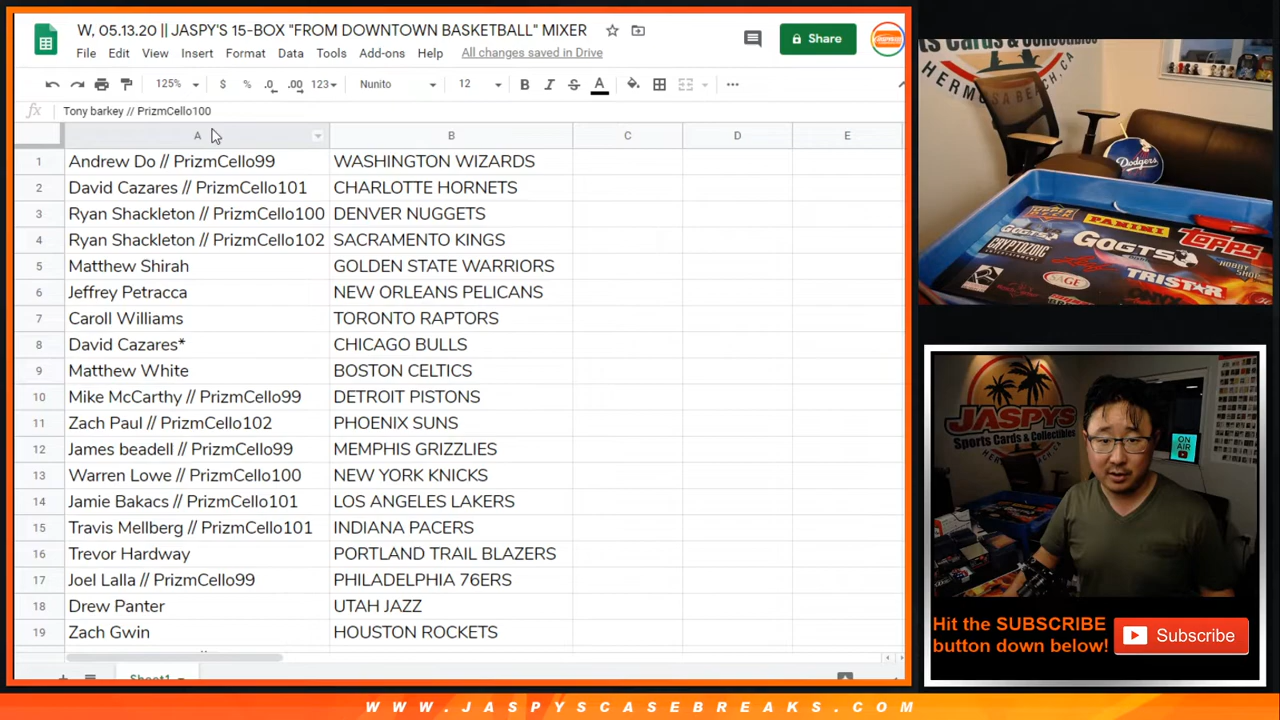 W, 05.13.20 || JASPY'S 15-BOX "FROM DOWNTOWN BASKETBALL" MIXER
File Edit View Insert Format Data Tools Add-ons Help All changes saved in Drive
Share
125% $ % .0 .00 123 Nunito 12 B I S A
fx Tony barkey // PrizmCello100
A B C D E
1 Andrew Do // PrizmCello99 WASHINGTON WIZARDS
2 David Cazares // PrizmCello101 CHARLOTTE HORNETS
3 Ryan Shackleton // PrizmCello100 DENVER NUGGETS
4 Ryan Shackleton // PrizmCello102 SACRAMENTO KINGS
5 Matthew Shirah GOLDEN STATE WARRIORS
6 Jeffrey Petracca NEW ORLEANS PELICANS
7 Caroll Williams TORONTO RAPTORS
8 David Cazares* CHICAGO BULLS
9 Matthew White BOSTON CELTICS
10 Mike McCarthy // PrizmCello99 DETROIT PISTONS
11 Zach Paul // PrizmCello102 PHOENIX SUNS
12 James beadell // PrizmCello99 MEMPHIS GRIZZLIES
13 Warren Lowe // PrizmCello100 NEW YORK KNICKS
14 Jamie Bakacs // PrizmCello101 LOS ANGELES LAKERS
15 Travis Mellberg // PrizmCello101 INDIANA PACERS
16 Trevor Hardway PORTLAND TRAIL BLAZERS
17 Joel Lalla // PrizmCello99 PHILADELPHIA 76ERS
18 Drew Panter UTAH JAZZ
19 Zach Gwin HOUSTON ROCKETS
Sheet1
Sports Cards & Collectibles
HERMOSA BEACH, CA
Dodgers
UPPER DECK
PANINI
TOPPS
GOGTS
GOGTS
CRYPTOZOIC
ENTERTAINMENT
Leaf
SAGE
TRISTAR
JASPYS
Sports Cards & Collectibles
ON AIR
Hit the SUBSCRIBE
button down below!
Subscribe
WWW.JASPYSCASEBREAKS.COM